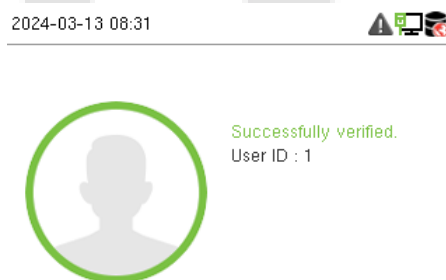 2024-03-13 08:31
Successfully verified.
User ID : 1